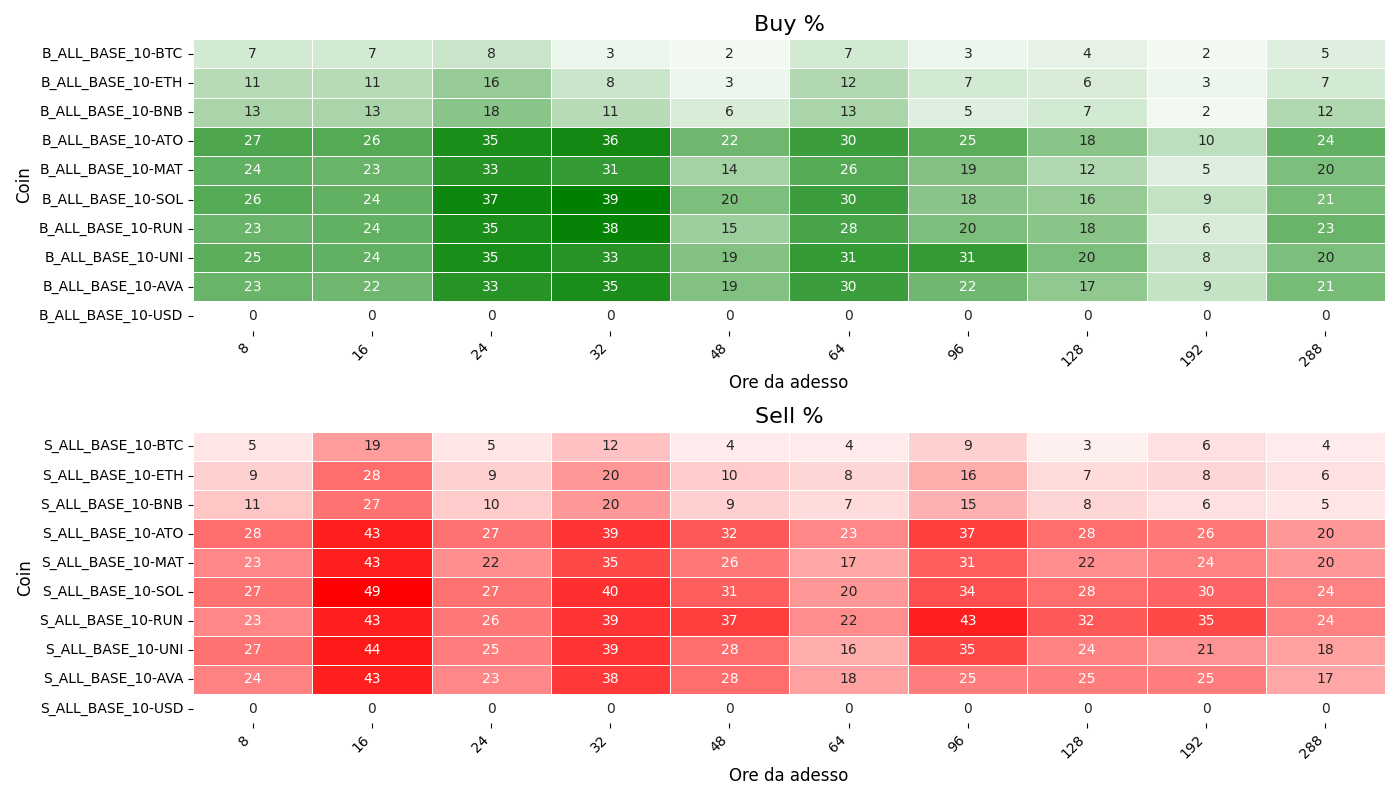 Buy %
Coin
B_ALL_BASE_10-BTC 7 7 8 3 2 7 3 4 2 5
B_ALL_BASE_10-ETH 11 11 16 8 3 12 7 6 3 7
B_ALL_BASE_10-BNB 13 13 18 11 6 13 5 7 2 12
B_ALL_BASE_10-ATO 27 26 35 36 22 30 25 18 10 24
B_ALL_BASE_10-MAT 24 23 33 31 14 26 19 12 5 20
B_ALL_BASE_10-SOL 26 24 37 39 20 30 18 16 9 21
B_ALL_BASE_10-RUN 23 24 35 38 15 28 20 18 6 23
B_ALL_BASE_10-UNI 25 24 35 33 19 31 31 20 8 20
B_ALL_BASE_10-AVA 23 22 33 35 19 30 22 17 9 21
B_ALL_BASE_10-USD 0 0 0 0 0 0 0 0 0 0
8 16 24 32 48 64 96 128 192 288
Ore da adesso
Sell %
Coin
S_ALL_BASE_10-BTC 5 19 5 12 4 4 9 3 6 4
S_ALL_BASE_10-ETH 9 28 9 20 10 8 16 7 8 6
S_ALL_BASE_10-BNB 11 27 10 20 9 7 15 8 6 5
S_ALL_BASE_10-ATO 28 43 27 39 32 23 37 28 26 20
S_ALL_BASE_10-MAT 23 43 22 35 26 17 31 22 24 20
S_ALL_BASE_10-SOL 27 49 27 40 31 20 34 28 30 24
S_ALL_BASE_10-RUN 23 43 26 39 37 22 43 32 35 24
S_ALL_BASE_10-UNI 27 44 25 39 28 16 35 24 21 18
S_ALL_BASE_10-AVA 24 43 23 38 28 18 25 25 25 17
S_ALL_BASE_10-USD 0 0 0 0 0 0 0 0 0 0
8 16 24 32 48 64 96 128 192 288
Ore da adesso